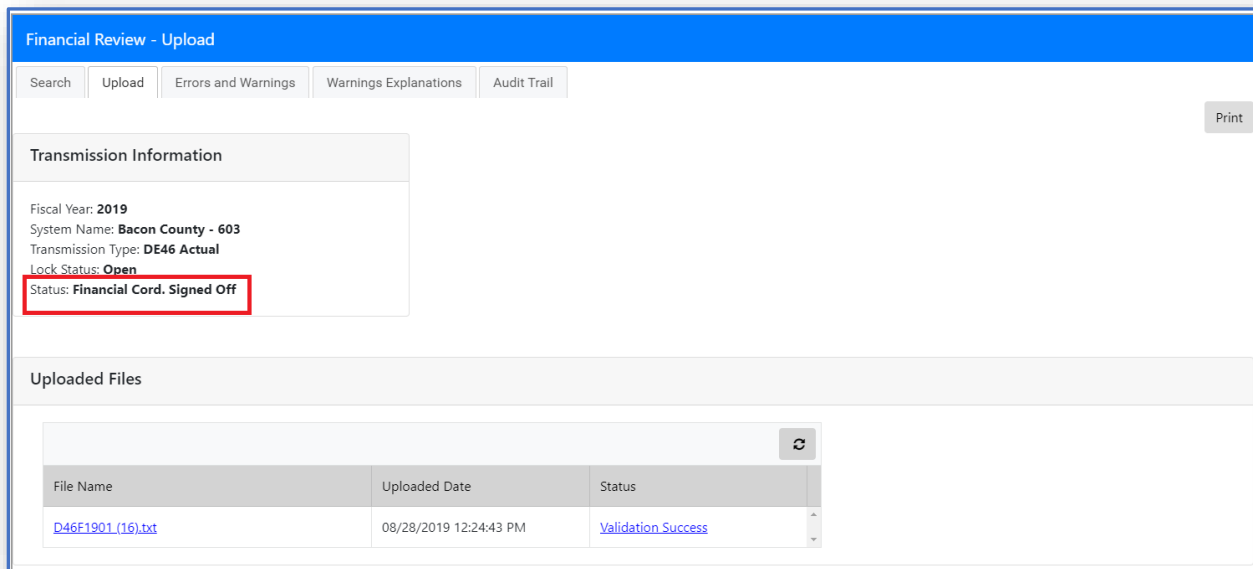 Financial Review - Upload
Search Upload Errors and Warnings Warnings Explanations Audit Trail
Print
Transmission Information
Fiscal Year: 2019
System Name: Bacon County - 603
Transmission Type: DE46 Actual
Lock Status: Open
Status: Financial Cord. Signed Off
Uploaded Files
File Name Uploaded Date Status
D46F1901 (16).txt 08/28/2019 12:24:43 PM Validation Success